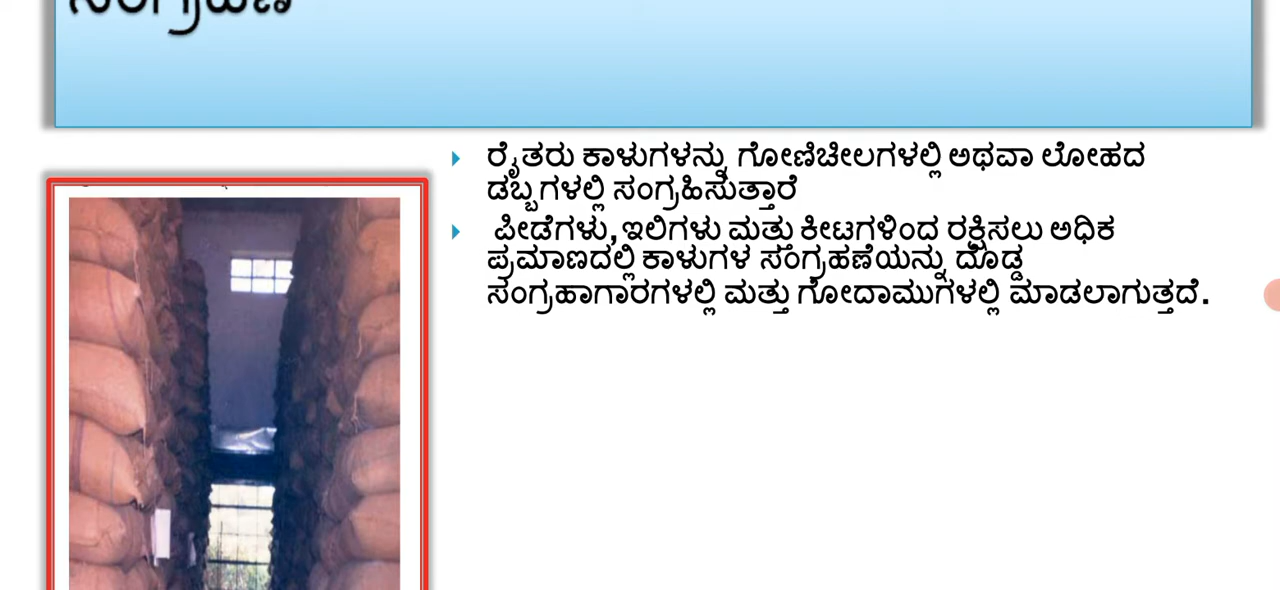 ಸಂಗ್ರಹಣೆ
ರೈತರು ಕಾಳುಗಳನ್ನು ಗೋಣಿಚೀಲಗಳಲ್ಲಿ ಅಥವಾ ಲೋಹದ
ಡಬ್ಬಗಳಲ್ಲಿ ಸಂಗ್ರಹಿಸುತ್ತಾರೆ
ಪೀಡೆಗಳು, ಇಲಿಗಳು ಮತ್ತು ಕೀಟಗಳಿಂದ ರಕ್ಷಿಸಲು ಅಧಿಕ
ಪ್ರಮಾಣದಲ್ಲಿ ಕಾಳುಗಳ ಸಂಗ್ರಹಣೆಯನ್ನು ದೊಡ್ಡ
ಸಂಗ್ರಹಾಗಾರಗಳಲ್ಲಿ ಮತ್ತು ಗೋದಾಮುಗಳಲ್ಲಿ ಮಾಡಲಾಗುತ್ತದೆ.